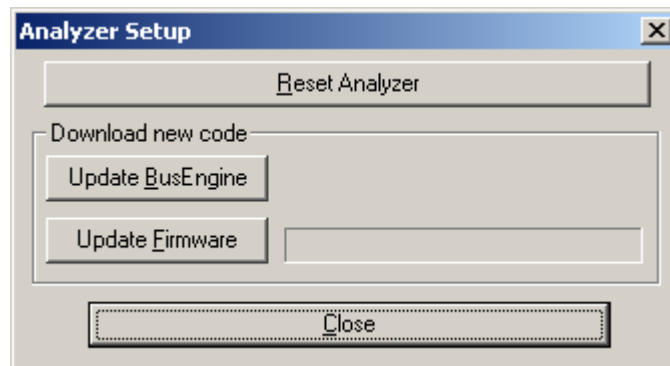 Analyzer Setup
Reset Analyzer
Download new code
Update BusEngine
Update Firmware
Close